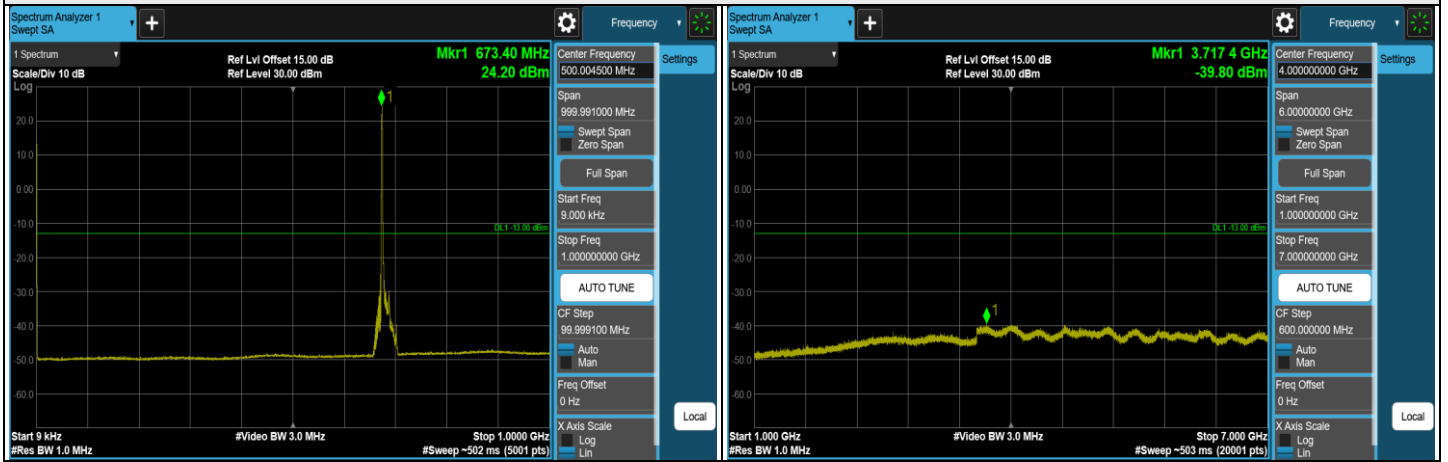 Spectrum Analyzer 1
Swept SA
+
Frequency
1 Spectrum
Scale/Div 10 dB
Log
Ref Lvl Offset 15.00 dB
Ref Level 30.00 dBm
Mkr1 673.40 MHz
24.20 dBm
1
20.0
10.0
0.00
-10.0
-20.0
-30.0
-40.0
-50.0
-60.0
DL1 -13.00 dBm
Start 9 kHz
#Res BW 1.0 MHz
#Video BW 3.0 MHz
Stop 1.0000 GHz
#Sweep ~502 ms (5001 pts)
Center Frequency
500.004500 MHz
Span
999.991000 MHz
Swept Span
Zero Span
Full Span
Start Freq
9.000 kHz
Stop Freq
1.000000000 GHz
AUTO TUNE
CF Step
99.999100 MHz
Auto
Man
Freq Offset
0 Hz
X Axis Scale
Log
Lin
Settings
Local
Spectrum Analyzer 1
Swept SA
+
Frequency
1 Spectrum
Scale/Div 10 dB
Log
Ref Lvl Offset 15.00 dB
Ref Level 30.00 dBm
Mkr1 3.717 4 GHz
-39.80 dBm
1
20.0
10.0
0.00
-10.0
-20.0
-30.0
-40.0
-50.0
-60.0
DL1 -13.00 dBm
Start 1.000 GHz
#Res BW 1.0 MHz
#Video BW 3.0 MHz
Stop 7.000 GHz
#Sweep ~503 ms (20001 pts)
Center Frequency
4.000000000 GHz
Span
6.00000000 GHz
Swept Span
Zero Span
Full Span
Start Freq
1.000000000 GHz
Stop Freq
7.000000000 GHz
AUTO TUNE
CF Step
600.000000 MHz
Auto
Man
Freq Offset
0 Hz
X Axis Scale
Log
Lin
Settings
Local